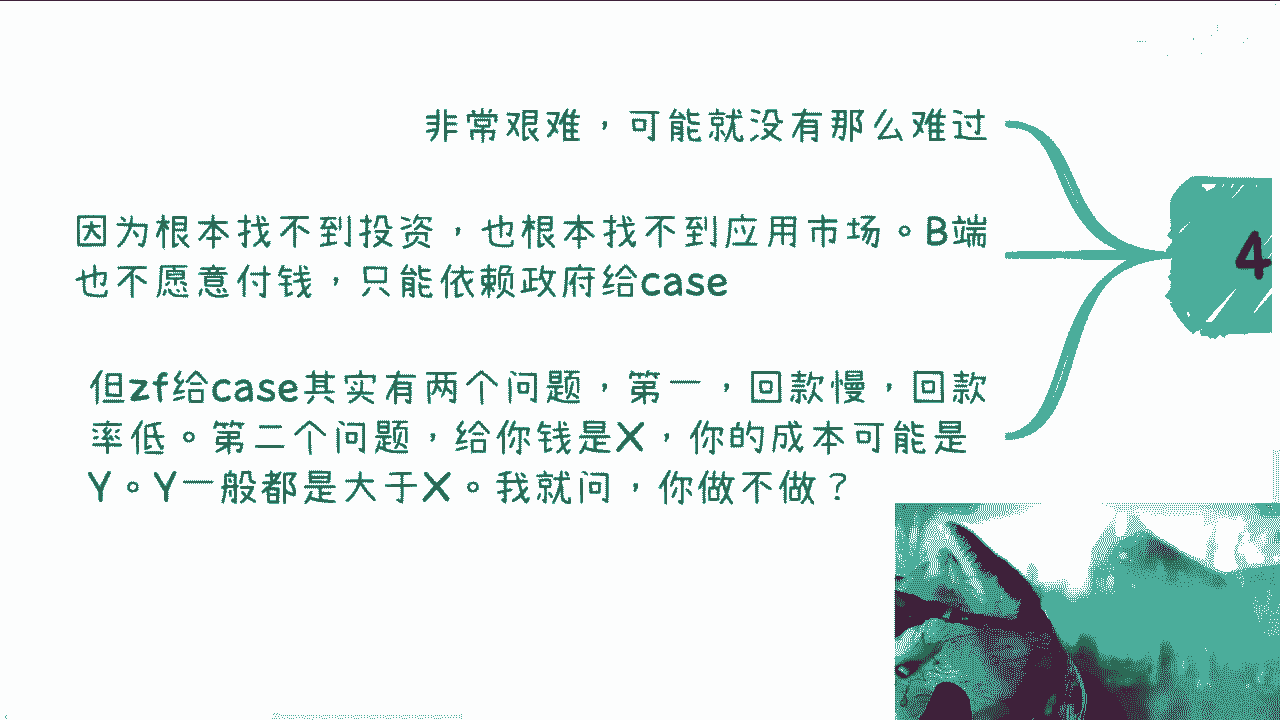 非常艰难，可能就没有那么难过
因为根本找不到投资，也根本找不到应用市场。B端
也不愿意付钱，只能依赖政府给case
但zf给case其实有两个问题，第一，回款慢，回款
率低。第二个问题，给你钱是X，你的成本可能是
Y。Y一般都是大于X。我就问，你做不做？
4